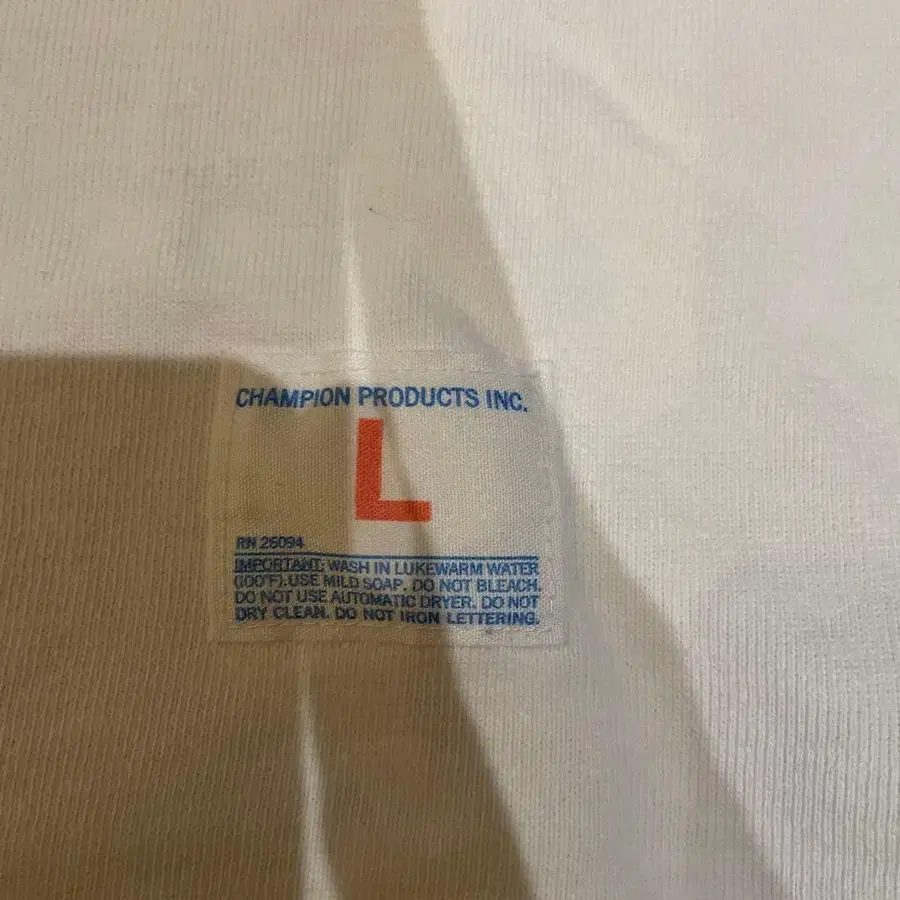 CHAMPION PRODUCTS INC.
L
RN 26094
IMPORTANT: WASH IN LUKEWARM WATER
(100°F). USE MILD SOAP. DO NOT BLEACH.
DO NOT USE AUTOMATIC DRYER. DO NOT
DRY CLEAN. DO NOT IRON LETTERING.